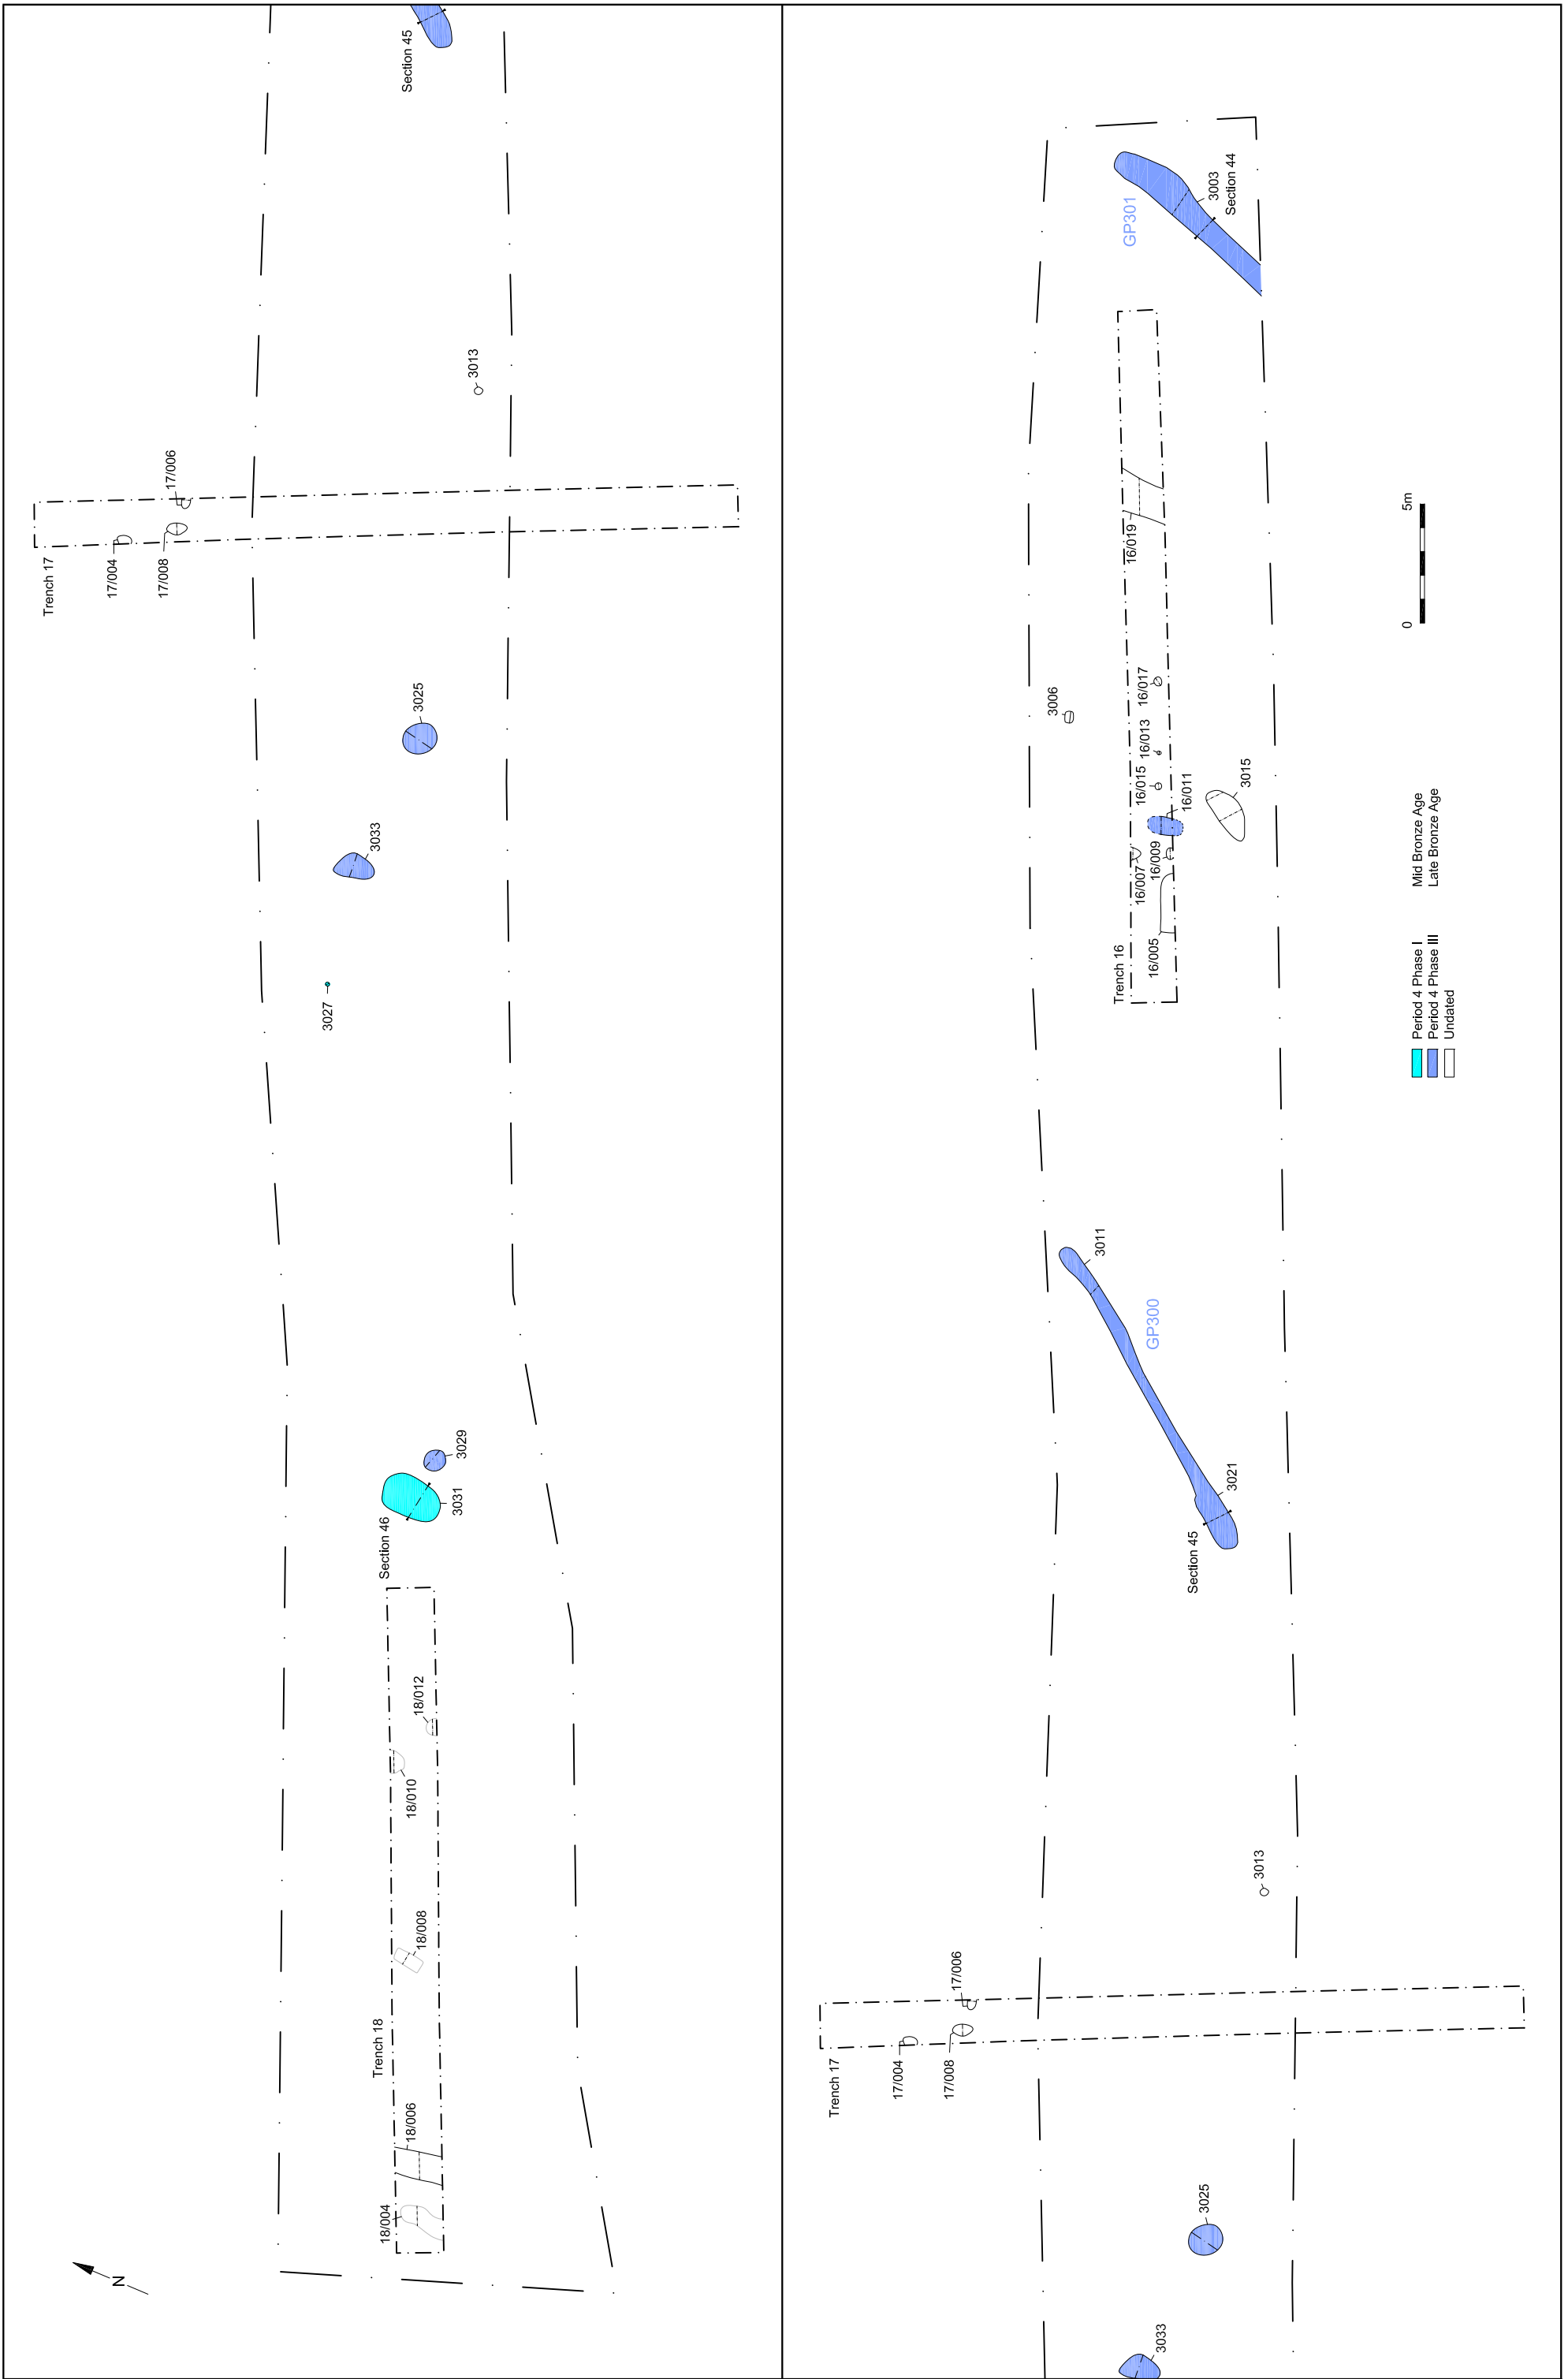 Section 45
3013
17/006
Trench 17
17/004
17/008
3025
3033
3027
3029
3031
Section 46
18/012
18/010
18/008
Trench 18
18/006
18/004
N
GP301
3003
Section 44
16/019
3006
16/017
16/013
16/015
16/011
3015
16/007
16/009
16/005
Trench 16
3011
GP300
3021
Section 45
3013
17/006
Trench 17
17/004
17/008
3025
3033
0 5m
Period 4 Phase I Mid Bronze Age
Period 4 Phase III Late Bronze Age
Undated